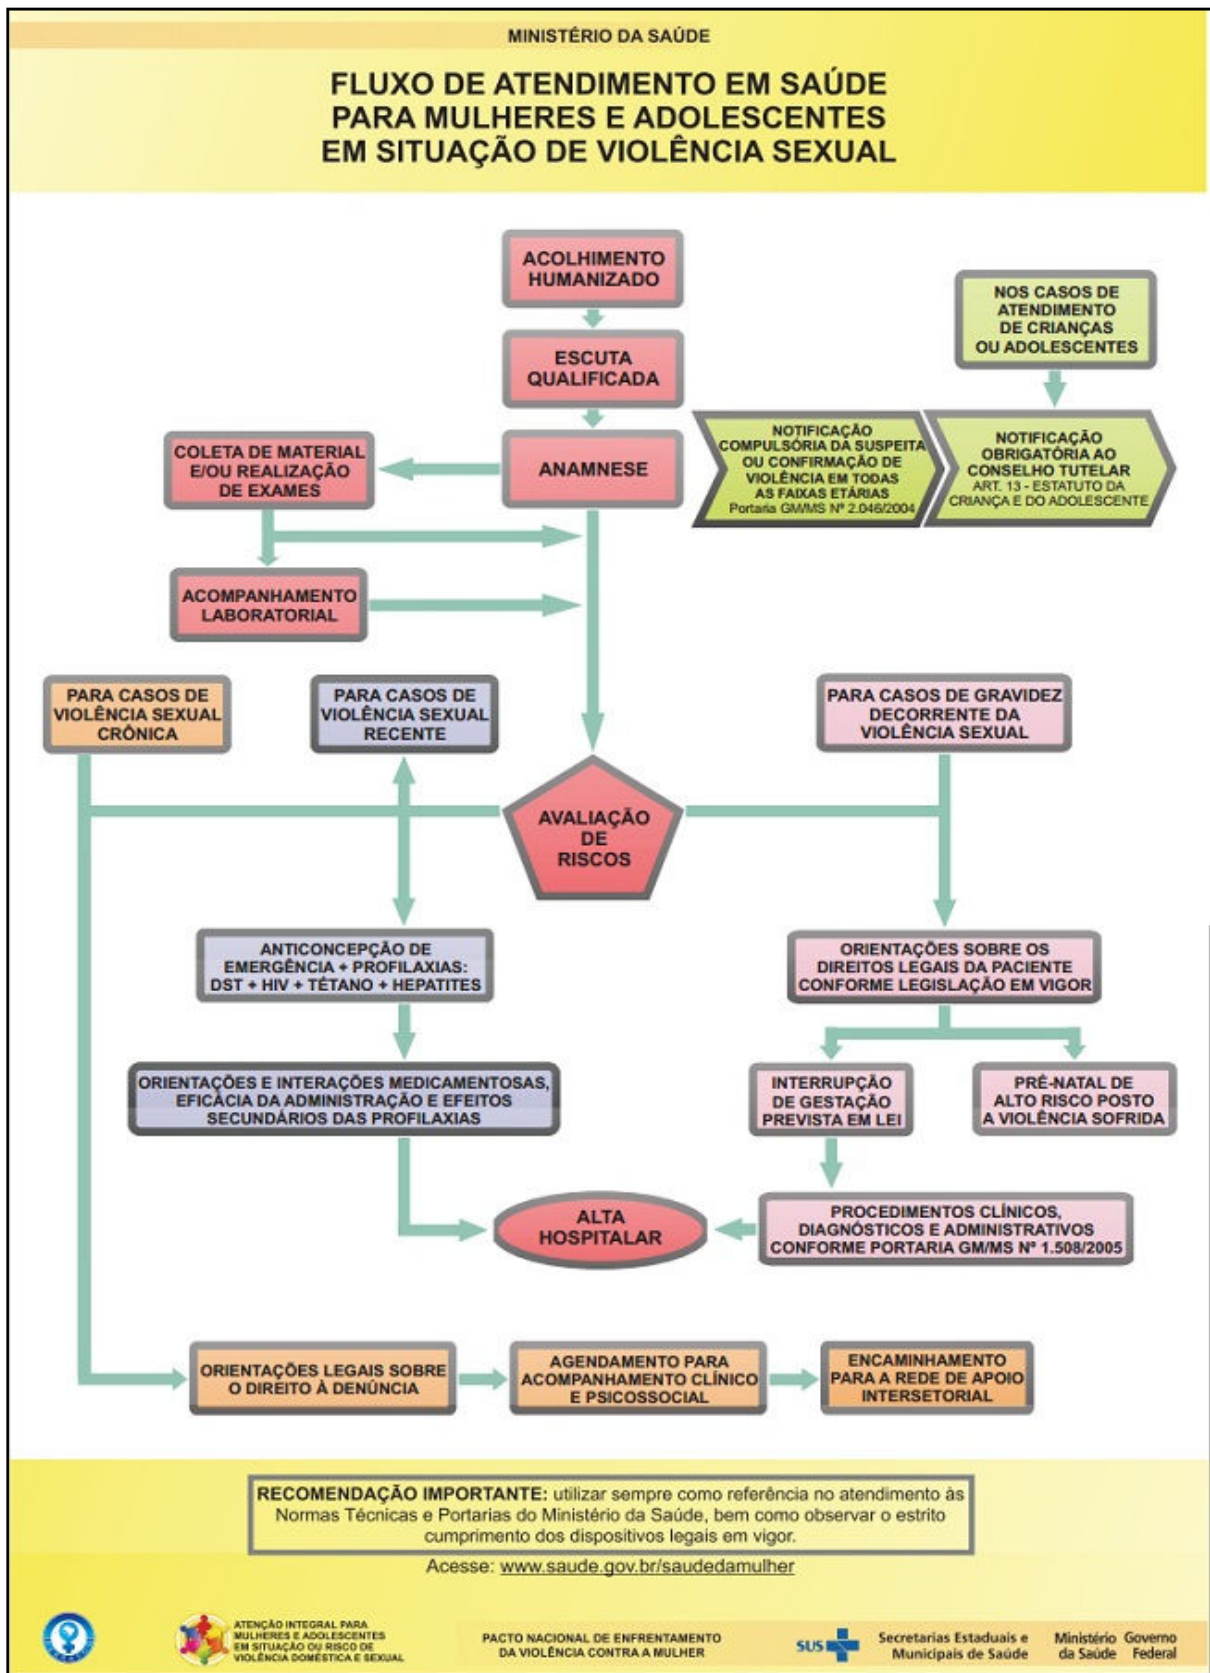 MINISTÉRIO DA SAÚDE
FLUXO DE ATENDIMENTO EM SAÚDE
PARA MULHERES E ADOLESCENTES
EM SITUAÇÃO DE VIOLÊNCIA SEXUAL
ACOLHIMENTO
HUMANIZADO
ESCUTA
QUALIFICADA
ANAMNESE
NOS CASOS DE
ATENDIMENTO
DE CRIANÇAS
OU ADOLESCENTES
NOTIFICAÇÃO
COMPULSÓRIA DA SUSPEITA
OU CONFIRMAÇÃO DE
VIOLÊNCIA EM TODAS
AS FAIXAS ETÁRIAS
Portaria GM/MS Nº 2.046/2004
NOTIFICAÇÃO
OBRIGATÓRIA AO
CONSELHO TUTELAR
ART. 13 - ESTATUTO DA
CRIANÇA E DO ADOLESCENTE
COLETA DE MATERIAL
E/OU REALIZAÇÃO
DE EXAMES
ACOMPANHAMENTO
LABORATORIAL
PARA CASOS DE
VIOLÊNCIA SEXUAL
CRÔNICA
PARA CASOS DE
VIOLÊNCIA SEXUAL
RECENTE
PARA CASOS DE GRAVIDEZ
DECORRENTE DA
VIOLÊNCIA SEXUAL
AVALIAÇÃO
DE
RISCOS
ANTICONCEPÇÃO DE
EMERGÊNCIA + PROFILAXIAS:
DST + HIV + TÉTANO + HEPATITES
ORIENTAÇÕES SOBRE OS
DIREITOS LEGAIS DA PACIENTE
CONFORME LEGISLAÇÃO EM VIGOR
ORIENTAÇÕES E INTERAÇÕES MEDICAMENTOSAS,
EFICÁCIA DA ADMINISTRAÇÃO E EFEITOS
SECUNDÁRIOS DAS PROFILAXIAS
INTERRUPÇÃO
DE GESTAÇÃO
PREVISTA EM LEI
PRÉ-NATAL DE
ALTO RISCO POSTO
A VIOLÊNCIA SOFRIDA
ALTA
HOSPITALAR
PROCEDIMENTOS CLÍNICOS,
DIAGNÓSTICOS E ADMINISTRATIVOS
CONFORME PORTARIA GM/MS Nº 1.508/2005
ORIENTAÇÕES LEGAIS SOBRE
O DIREITO À DENÚNCIA
AGENDAMENTO PARA
ACOMPANHAMENTO CLÍNICO
E PSICOSSOCIAL
ENCAMINHAMENTO
PARA A REDE DE APOIO
INTERSETORIAL
RECOMENDAÇÃO IMPORTANTE: utilizar sempre como referência no atendimento às
Normas Técnicas e Portarias do Ministério da Saúde, bem como observar o estrito
cumprimento dos dispositivos legais em vigor.
Acesse: www.saude.gov.br/saudedamulher
ATENÇÃO INTEGRAL PARA
MULHERES E ADOLESCENTES
EM SITUAÇÃO OU RISCO DE
VIOLÊNCIA DOMÉSTICA E SEXUAL
PACTO NACIONAL DE ENFRENTAMENTO
DA VIOLÊNCIA CONTRA A MULHER
SUS
Secretarias Estaduais e
Municipais de Saúde
Ministério
da Saúde
Governo
Federal